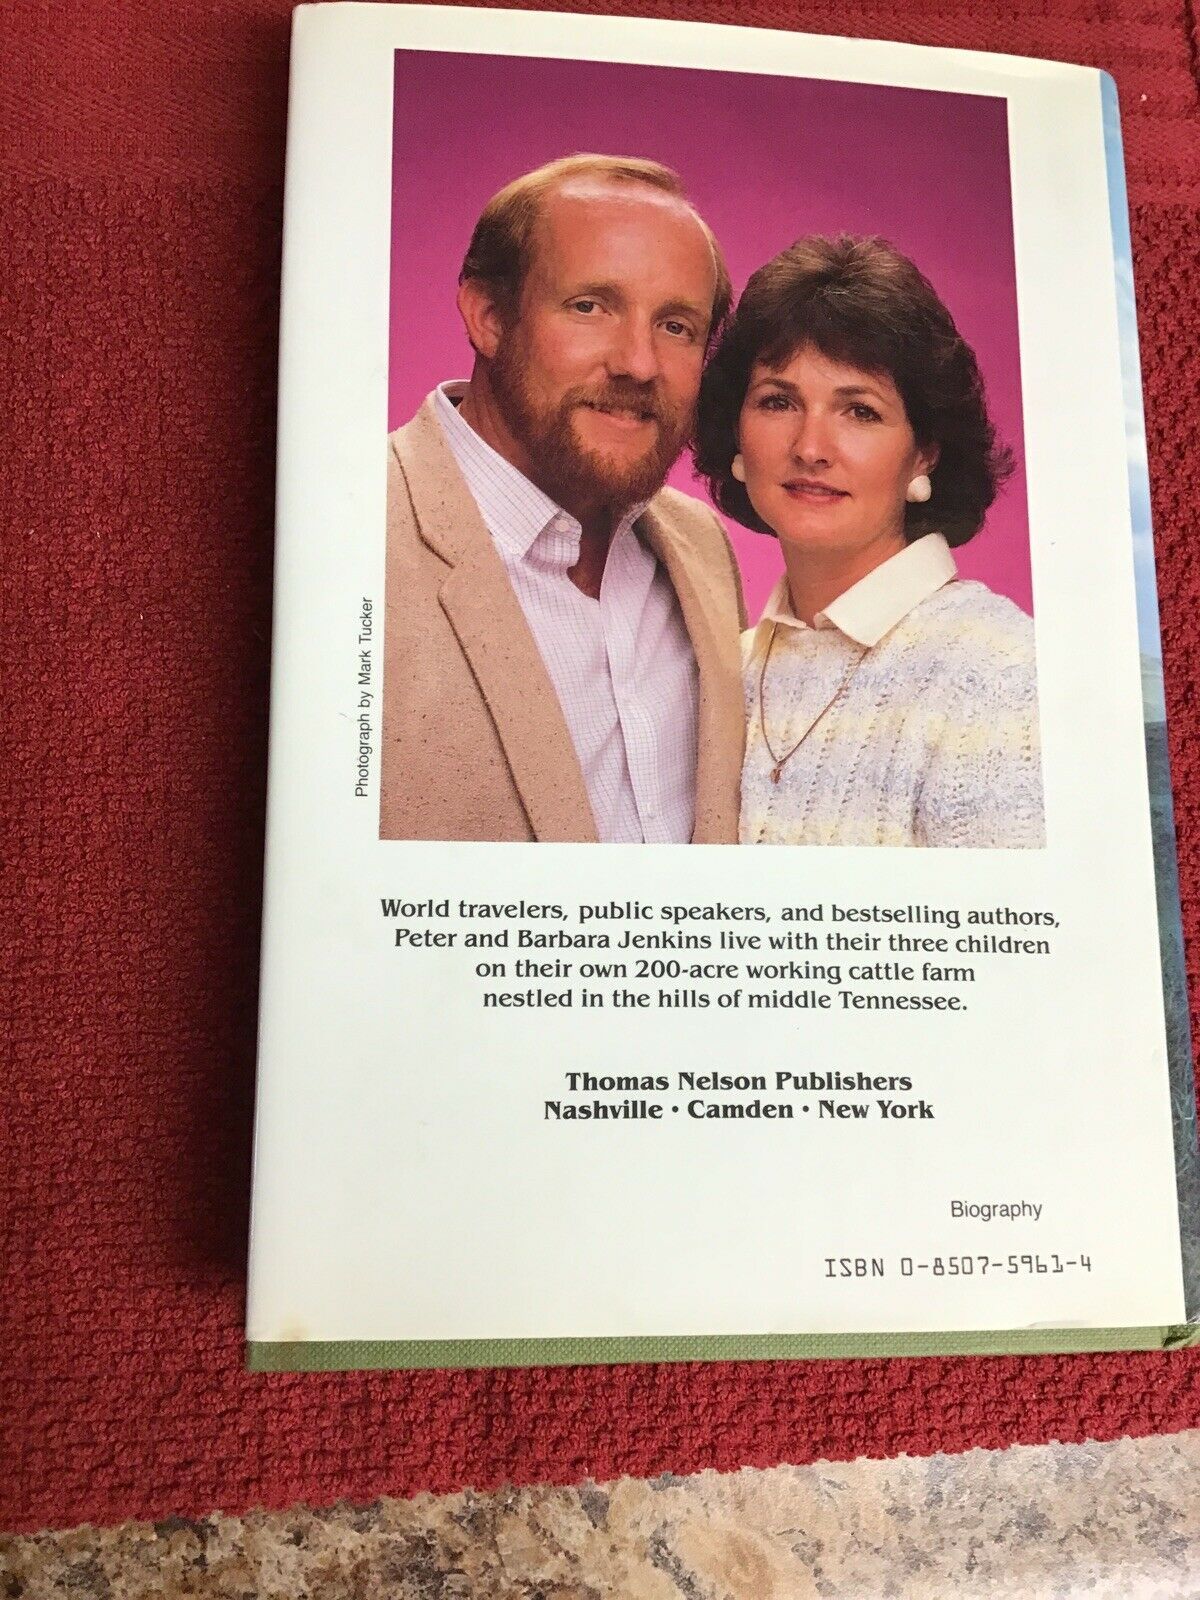 Photograph by Mark Tucker
World travelers, public speakers, and bestselling authors,
Peter and Barbara Jenkins live with their three children
on their own 200-acre working cattle farm
nestled in the hills of middle Tennessee.
Thomas Nelson Publishers
Nashville • Camden • New York
Biography
ISBN 0-8507-5961-4